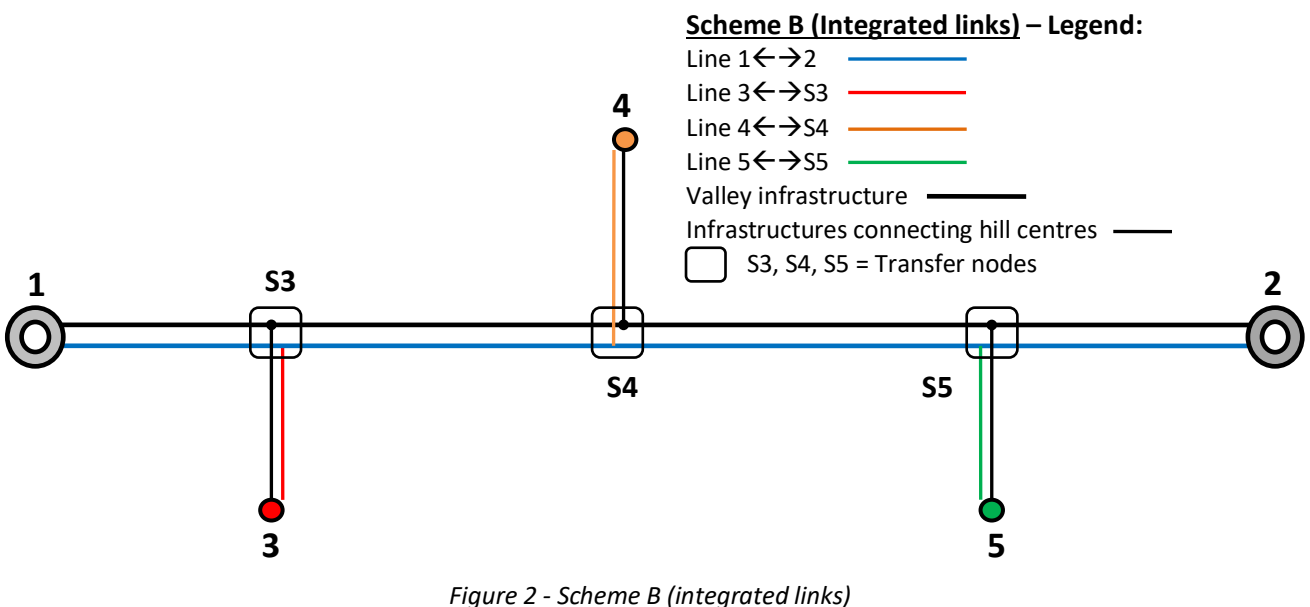 Scheme B (Integrated links) – Legend:
Line 1←→2
Line 3←→S3
Line 4←→S4
Line 5←→S5
Valley infrastructure
Infrastructures connecting hill centres
S3, S4, S5 = Transfer nodes
4
1
S3
2
S4
S5
3
5
Figure 2 - Scheme B (integrated links)